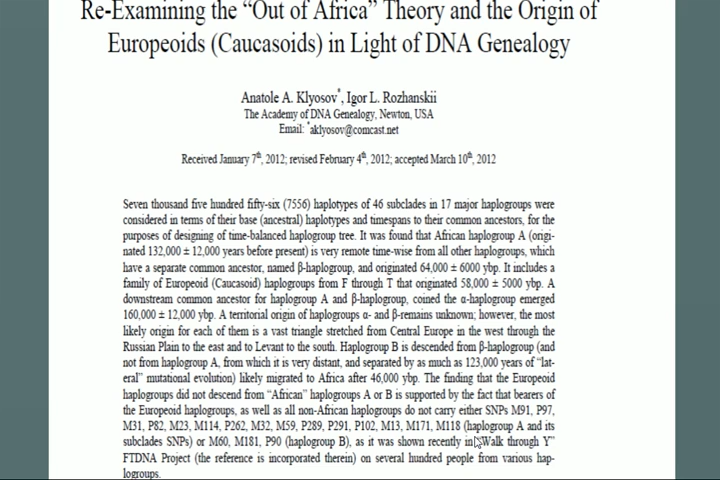 Re-Examining the “Out of Africa” Theory and the Origin of
Europeoids (Caucasoids) in Light of DNA Genealogy
Anatole A. Klyosov*, Igor L. Rozhanskii
The Academy of DNA Genealogy, Newton, USA
Email: *aklyosov@comcast.net
Received January 7th, 2012; revised February 4th, 2012; accepted March 10th, 2012
Seven thousand five hundred fifty-six (7556) haplotypes of 46 subclades in 17 major haplogroups were
considered in terms of their base (ancestral) haplotypes and timespans to their common ancestors, for the
purposes of designing of time-balanced haplogroup tree. It was found that African haplogroup A (origi-
nated 132,000 ± 12,000 years before present) is very remote time-wise from all other haplogroups, which
have a separate common ancestor, named β-haplogroup, and originated 64,000 ± 6000 ybp. It includes a
family of Europeoid (Caucasoid) haplogroups from F through T that originated 58,000 ± 5000 ybp. A
downstream common ancestor for haplogroup A and β-haplogroup, coined the α-haplogroup emerged
160,000 ± 12,000 ybp. A territorial origin of haplogroups α- and β-remains unknown; however, the most
likely origin for each of them is a vast triangle stretched from Central Europe in the west through the
Russian Plain to the east and to Levant to the south. Haplogroup B is descended from β-haplogroup (and
not from haplogroup A, from which it is very distant, and separated by as much as 123,000 years of “lat-
eral” mutational evolution) likely migrated to Africa after 46,000 ybp. The finding that the Europeoid
haplogroups did not descend from “African” haplogroups A or B is supported by the fact that bearers of
the Europeoid haplogroups, as well as all non-African haplogroups do not carry either SNPs M91, P97,
M31, P82, M23, M114, P262, M32, M59, P289, P291, P102, M13, M171, M118 (haplogroup A and its
subclades SNPs) or M60, M181, P90 (haplogroup B), as it was shown recently in “Walk through Y”
FTDNA Project (the reference is incorporated therein) on several hundred people from various hap-
logroups.